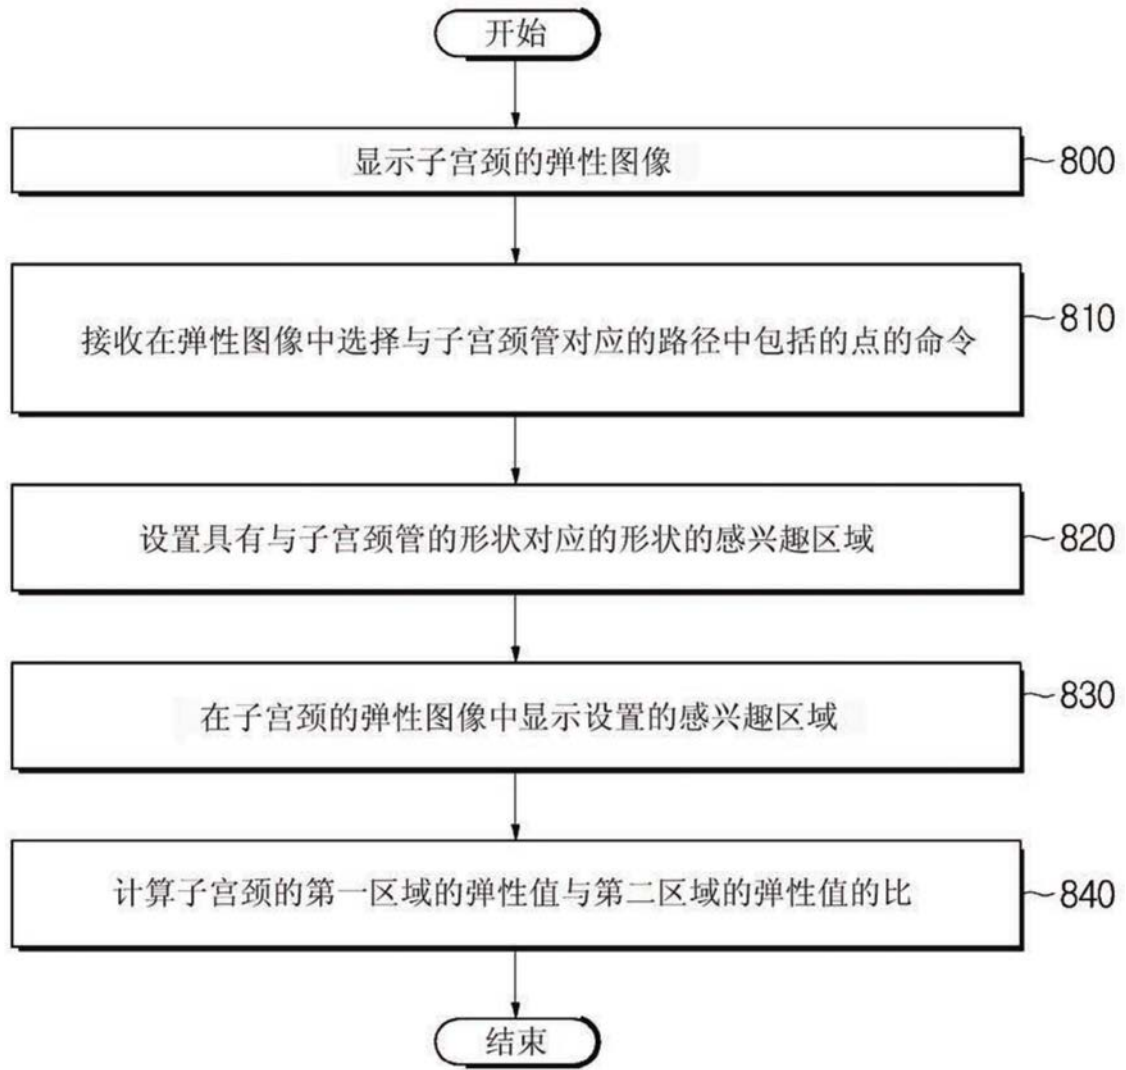 开始
显示子宫颈的弹性图像
800
接收在弹性图像中选择与子宫颈管对应的路径中包括的点的命令
810
设置具有与子宫颈管的形状对应的形状的感兴趣区域
820
在子宫颈的弹性图像中显示设置的感兴趣区域
830
计算子宫颈的第一区域的弹性值与第二区域的弹性值的比
840
结束